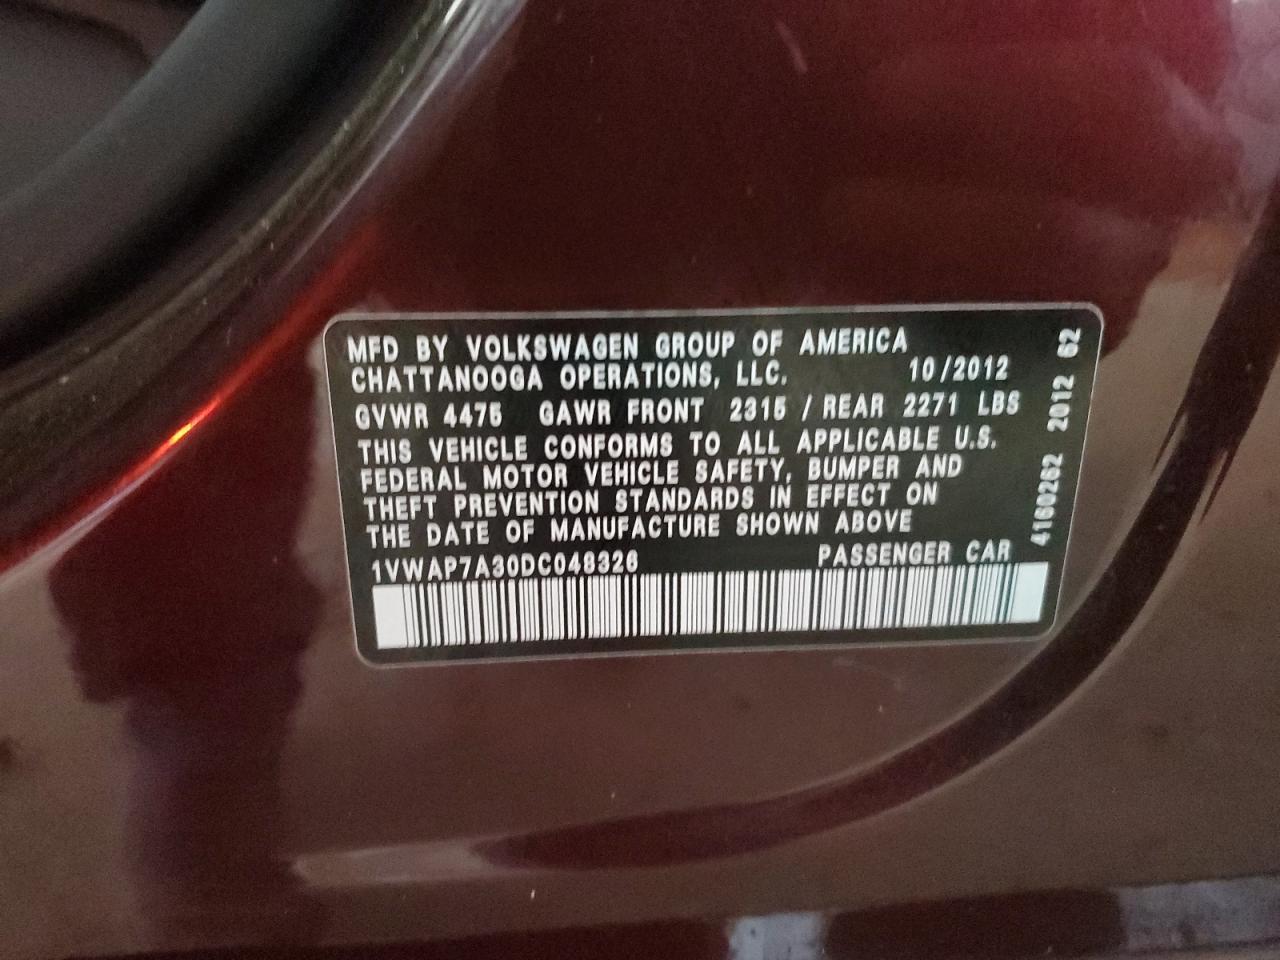 MFD BY VOLKSWAGEN GROUP OF AMERICA
CHATTANOOGA OPERATIONS, LLC. 10/2012
GVWR 4475 GAWR FRONT 2315 / REAR 2271 LBS
THIS VEHICLE CONFORMS TO ALL APPLICABLE U.S.
FEDERAL MOTOR VEHICLE SAFETY, BUMPER AND
THEFT PREVENTION STANDARDS IN EFFECT ON
THE DATE OF MANUFACTURE SHOWN ABOVE
1VWAP7A30DC048326 PASSENGER CAR
4160262 2012 62